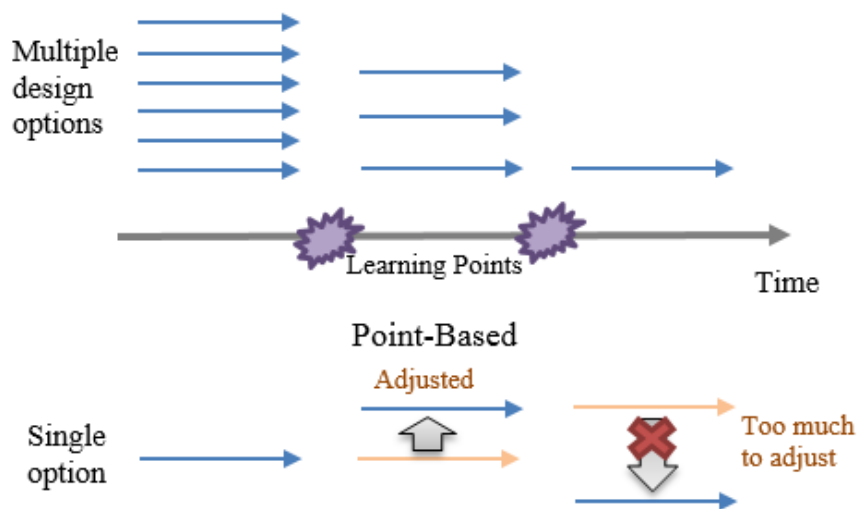 Multiple
design
options
Learning Points
Time
Point-Based
Adjusted
Single
option
Too much
to adjust